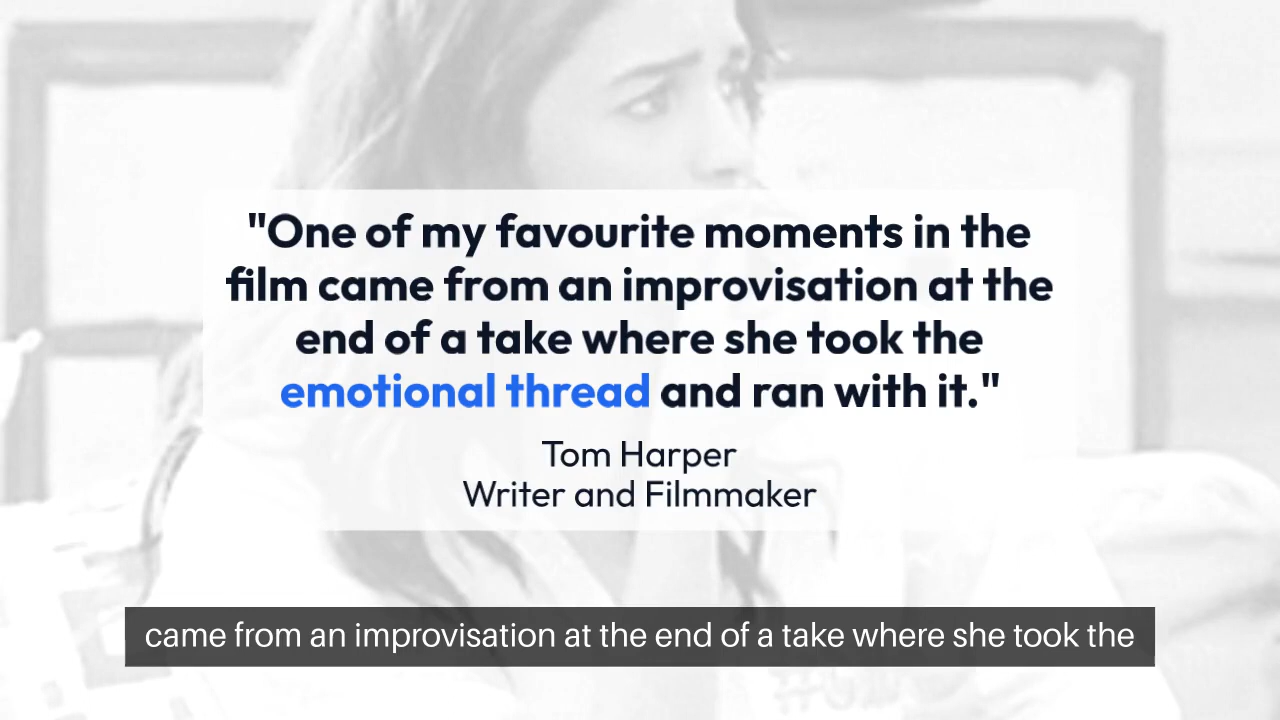 "One of my favourite moments in the
film came from an improvisation at the
end of a take where she took the
emotional thread and ran with it."
Tom Harper
Writer and Filmmaker
came from an improvisation at the end of a take where she took the